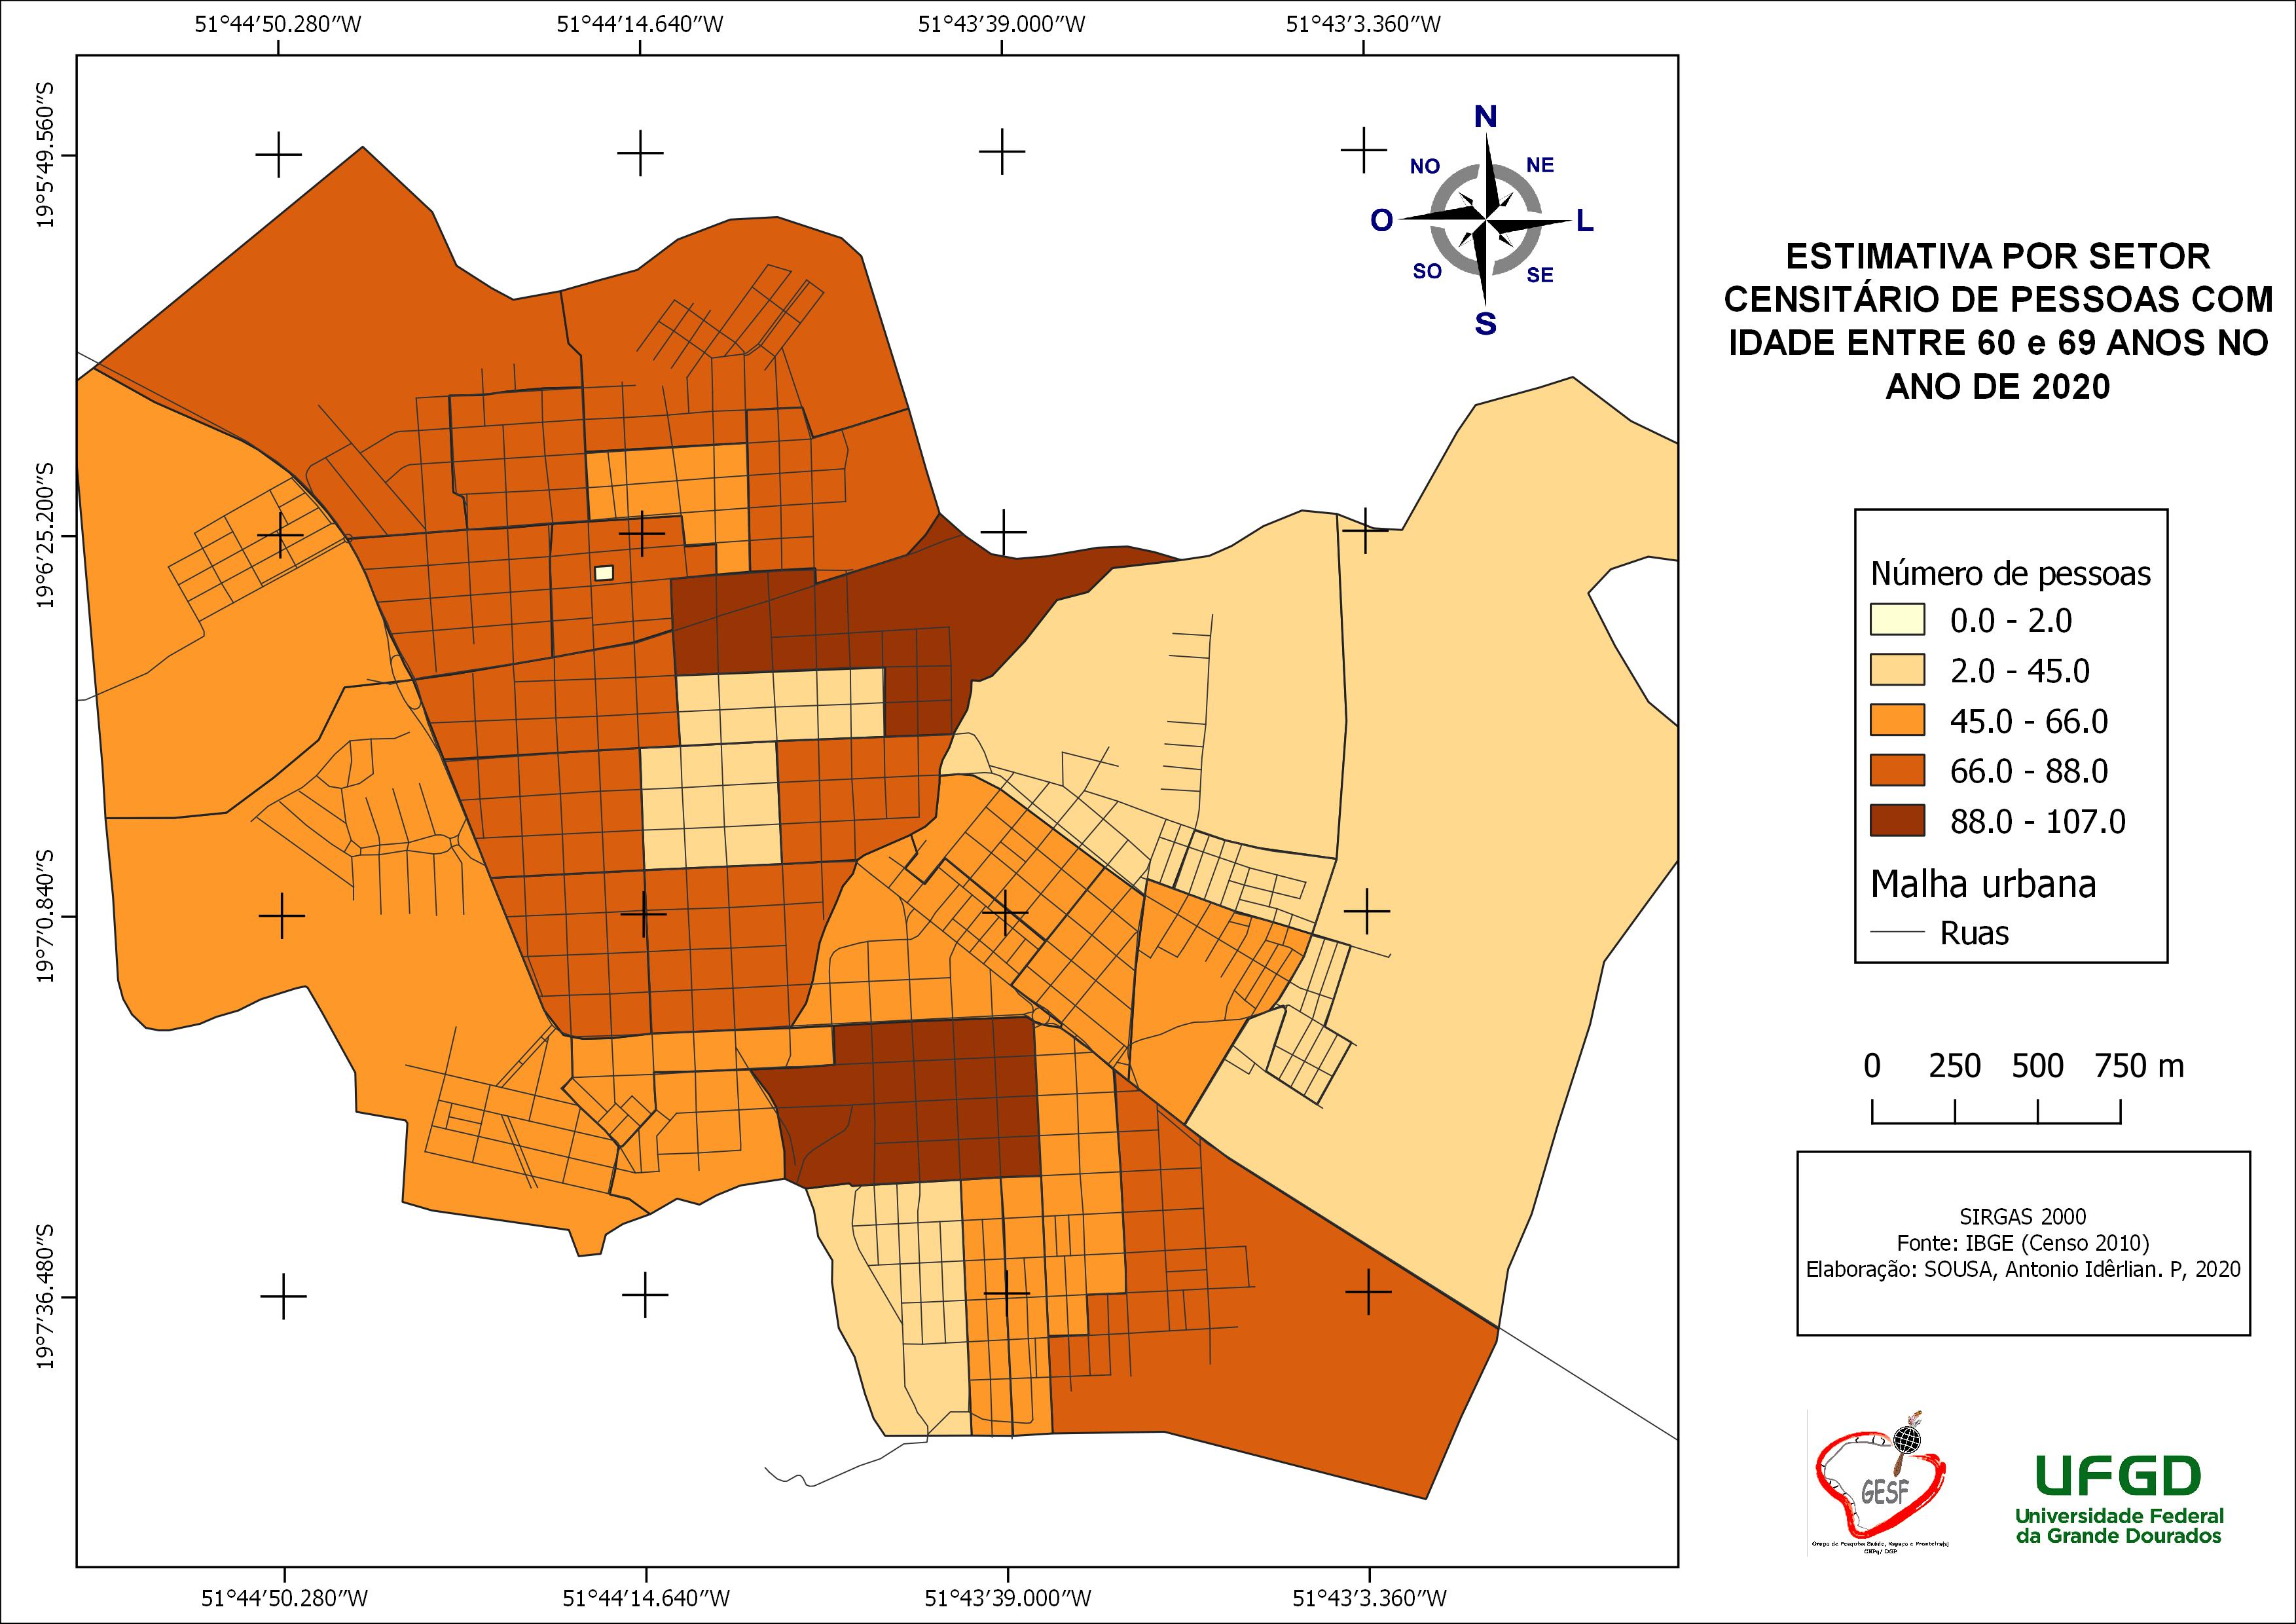 51°44'50.280"W
51°44'14.640"W
51°43'39.000"W
51°43'3.360"W
19°5'49.560"S
19°6'25.200"S
19°7'0.840"S
19°7'36.480"S
N
NO
NE
O
L
SO
SE
S
ESTIMATIVA POR SETOR
CENSITÁRIO DE PESSOAS COM
IDADE ENTRE 60 e 69 ANOS NO
ANO DE 2020
Número de pessoas
0.0 - 2.0
2.0 - 45.0
45.0 - 66.0
66.0 - 88.0
88.0 - 107.0
Malha urbana
Ruas
0 250 500 750 m
SIRGAS 2000
Fonte: IBGE (Censo 2010)
Elaboração: SOUSA, Antonio Idêrlian. P, 2020
GESF
Grupo de Pesquisa Saúde, Espaço e Fronteira(s)
CNPq/ DGP
UFGD
Universidade Federal
da Grande Dourados
51°44'50.280"W
51°44'14.640"W
51°43'39.000"W
51°43'3.360"W